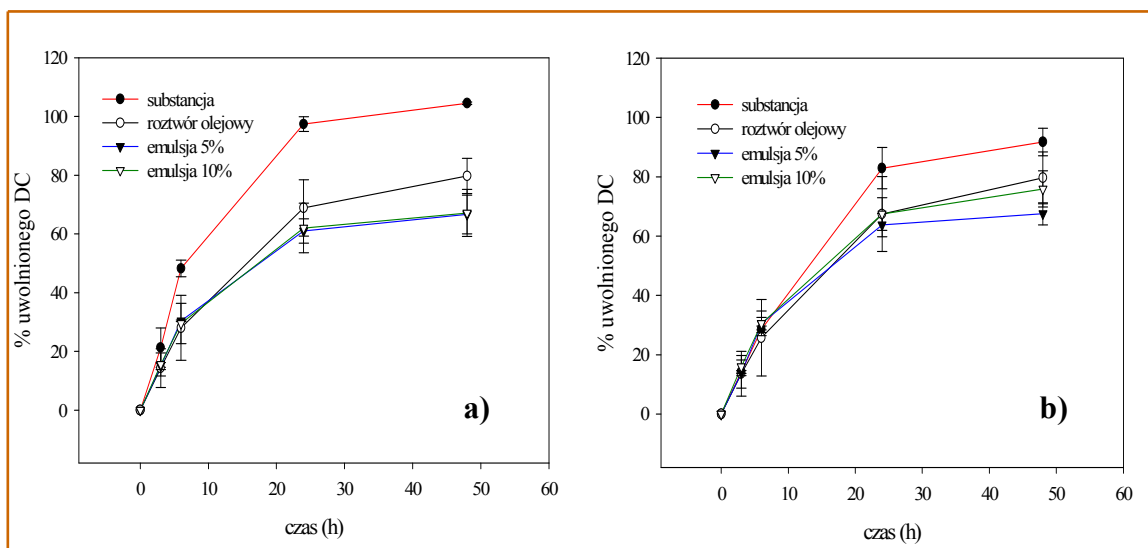 120
100
80
60
40
20
0
% uwolnionego DC
substancja
roztwór olejowy
emulsja 5%
emulsja 10%
a)
0 10 20 30 40 50 60
czas (h)
120
100
80
60
40
20
0
% uwolnionego DC
substancja
roztwór olejowy
emulsja 5%
emulsja 10%
b)
0 10 20 30 40 50 60
czas (h)